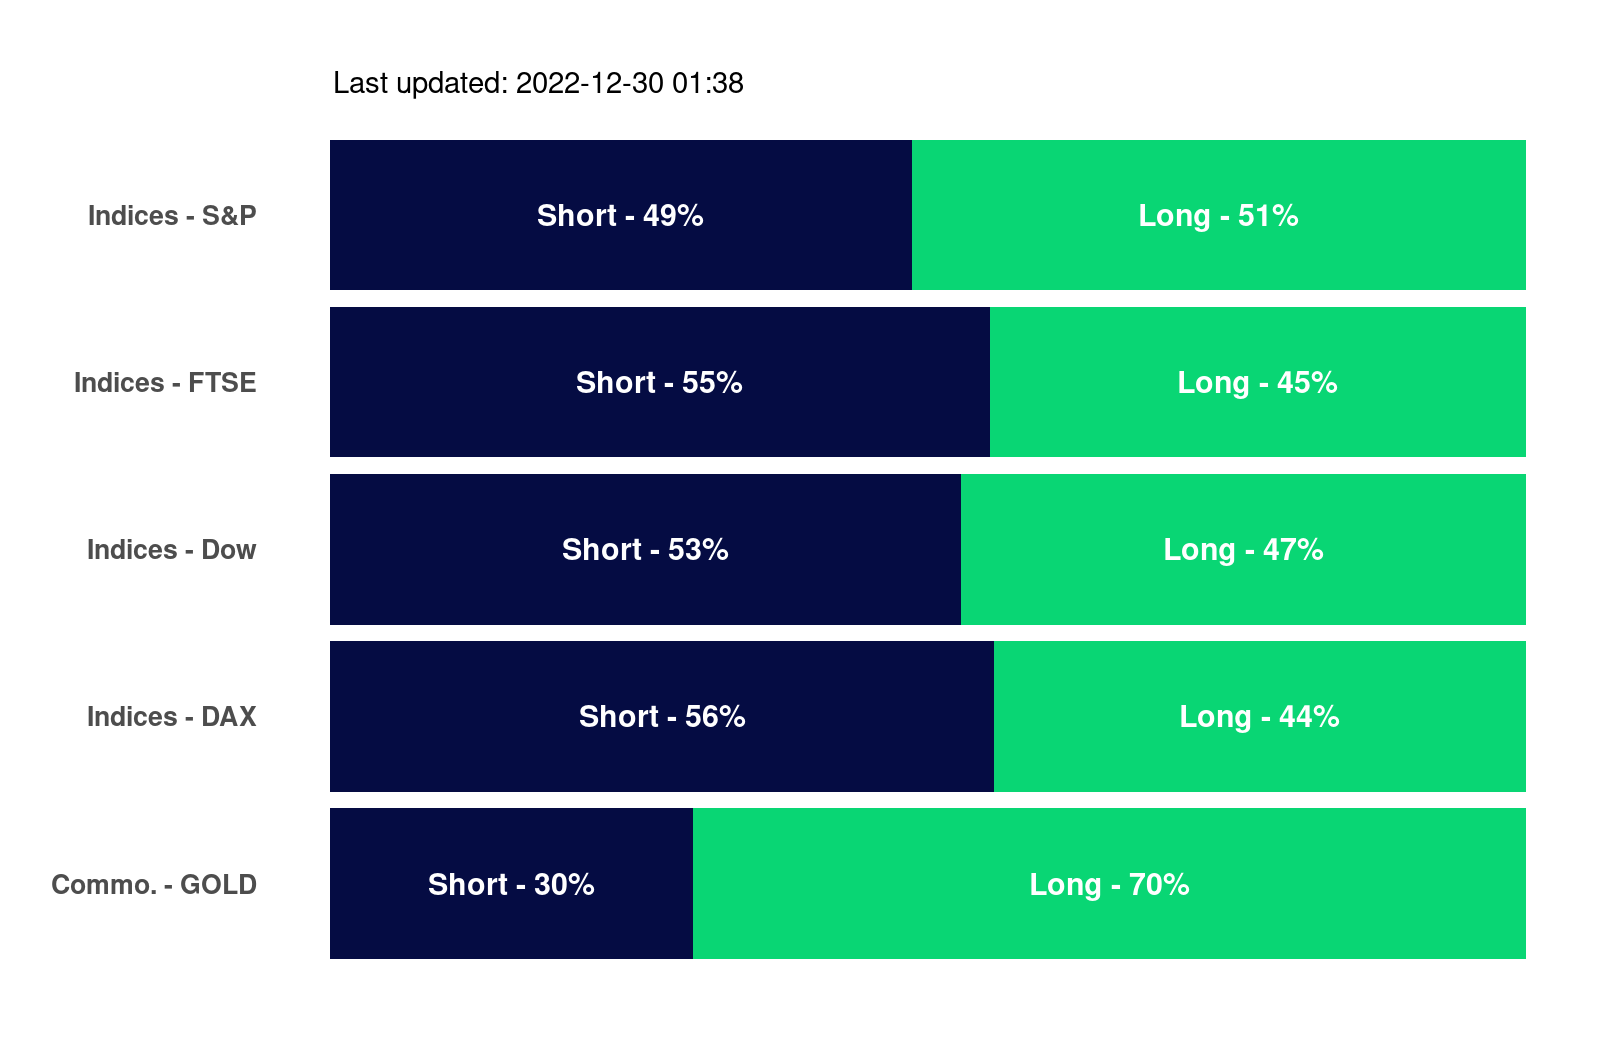 Last updated: 2022-12-30 01:38
Indices - S&P Short - 49% Long - 51%
Indices - FTSE Short - 55% Long - 45%
Indices - Dow Short - 53% Long - 47%
Indices - DAX Short - 56% Long - 44%
Commo. - GOLD Short - 30% Long - 70%